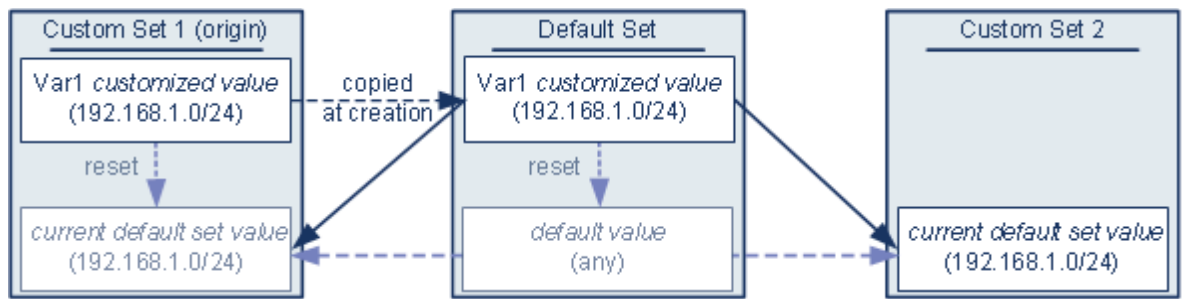 Custom Set 1 (origin)
Var1 customized value
(192.168.1.0/24)
reset
current default set value
(192.168.1.0/24)
copied
at creation
Default Set
Var1 customized value
(192.168.1.0/24)
reset
default value
(any)
Custom Set 2
current default set value
(192.168.1.0/24)